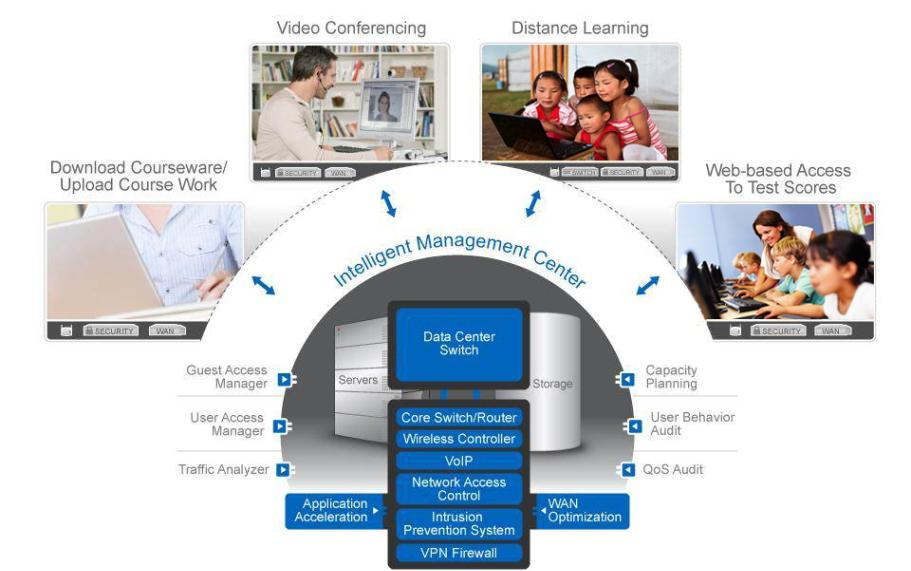 Video Conferencing
Distance Learning
SECURITY
WAN
SWITCH
SECURITY
WAN
Download Courseware/
Upload Course Work
Web-based Access
To Test Scores
SECURITY
WAN
SECURITY
WAN
Intelligent Management Center
Data Center
Switch
Servers
Storage
Guest Access
Manager
User Access
Manager
Traffic Analyzer
Capacity
Planning
User Behavior
Audit
QoS Audit
Core Switch/Router
Wireless Controller
VoIP
Network Access
Control
Intrusion
Prevention System
VPN Firewall
Application
Acceleration
WAN
Optimization